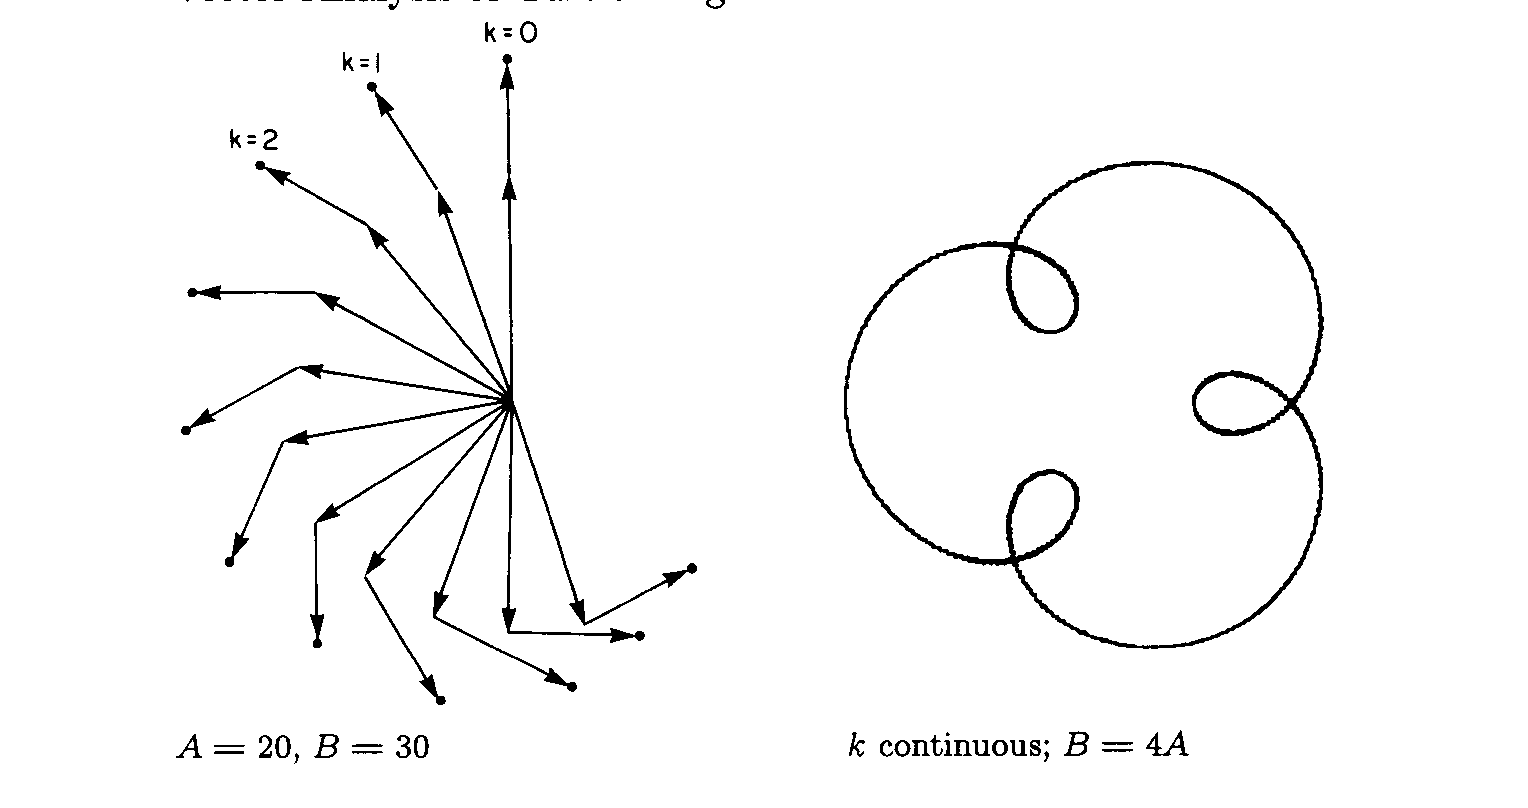 k=0
k=1
k=2
A = 20, B = 30
k continuous; B = 4A